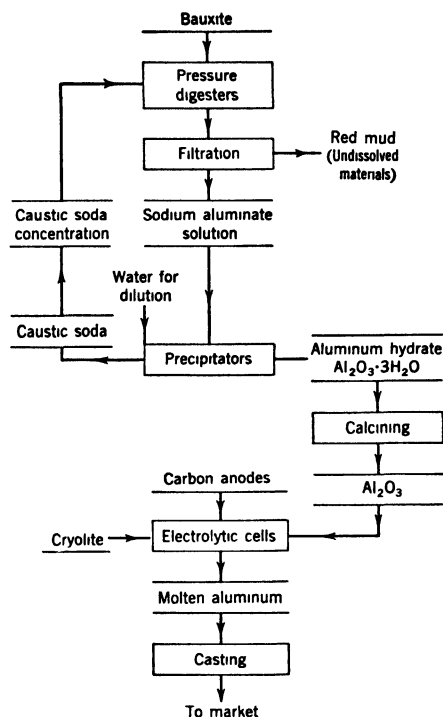 Bauxite
Pressure
digesters
Filtration
Red mud
(Undissolved
materials)
Caustic soda
concentration
Sodium aluminate
solution
Water for
dilution
Caustic soda
Precipitators
Aluminum hydrate
Al₂O₃·3H₂O
Calcining
Al₂O₃
Carbon anodes
Cryolite
Electrolytic cells
Molten aluminum
Casting
To market